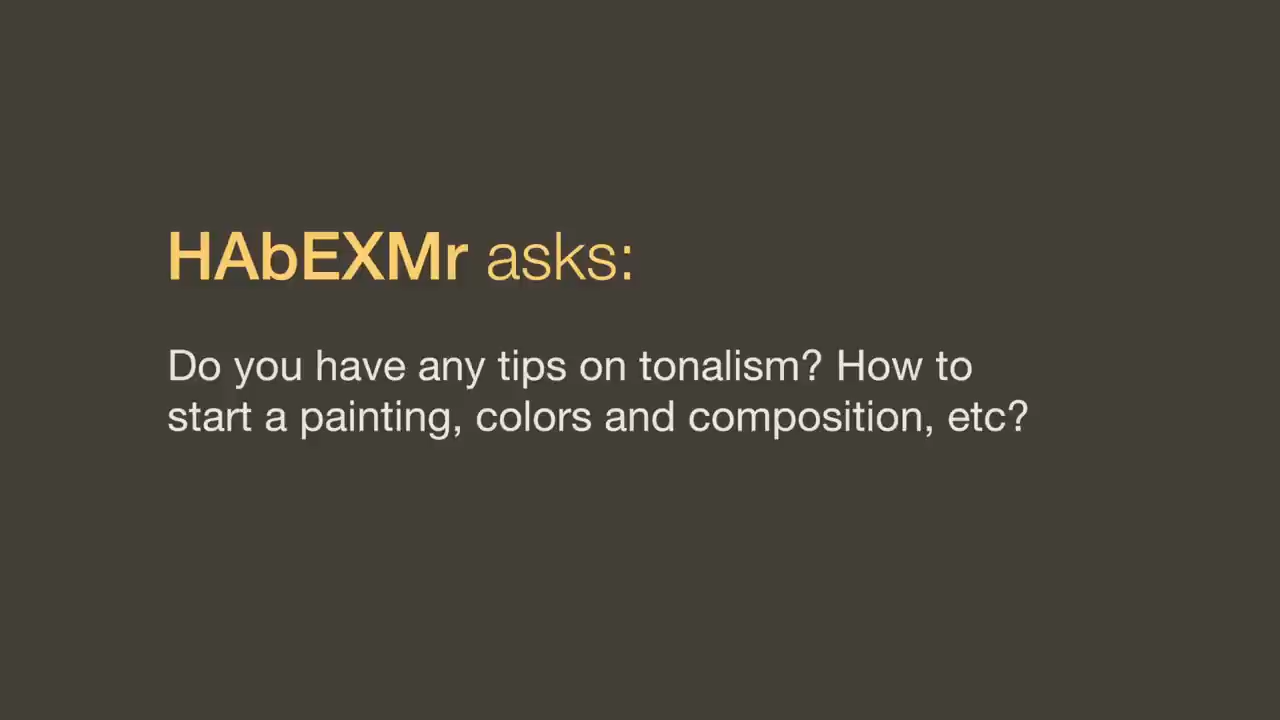 HAbEXMr asks:
Do you have any tips on tonalism? How to
start a painting, colors and composition, etc?